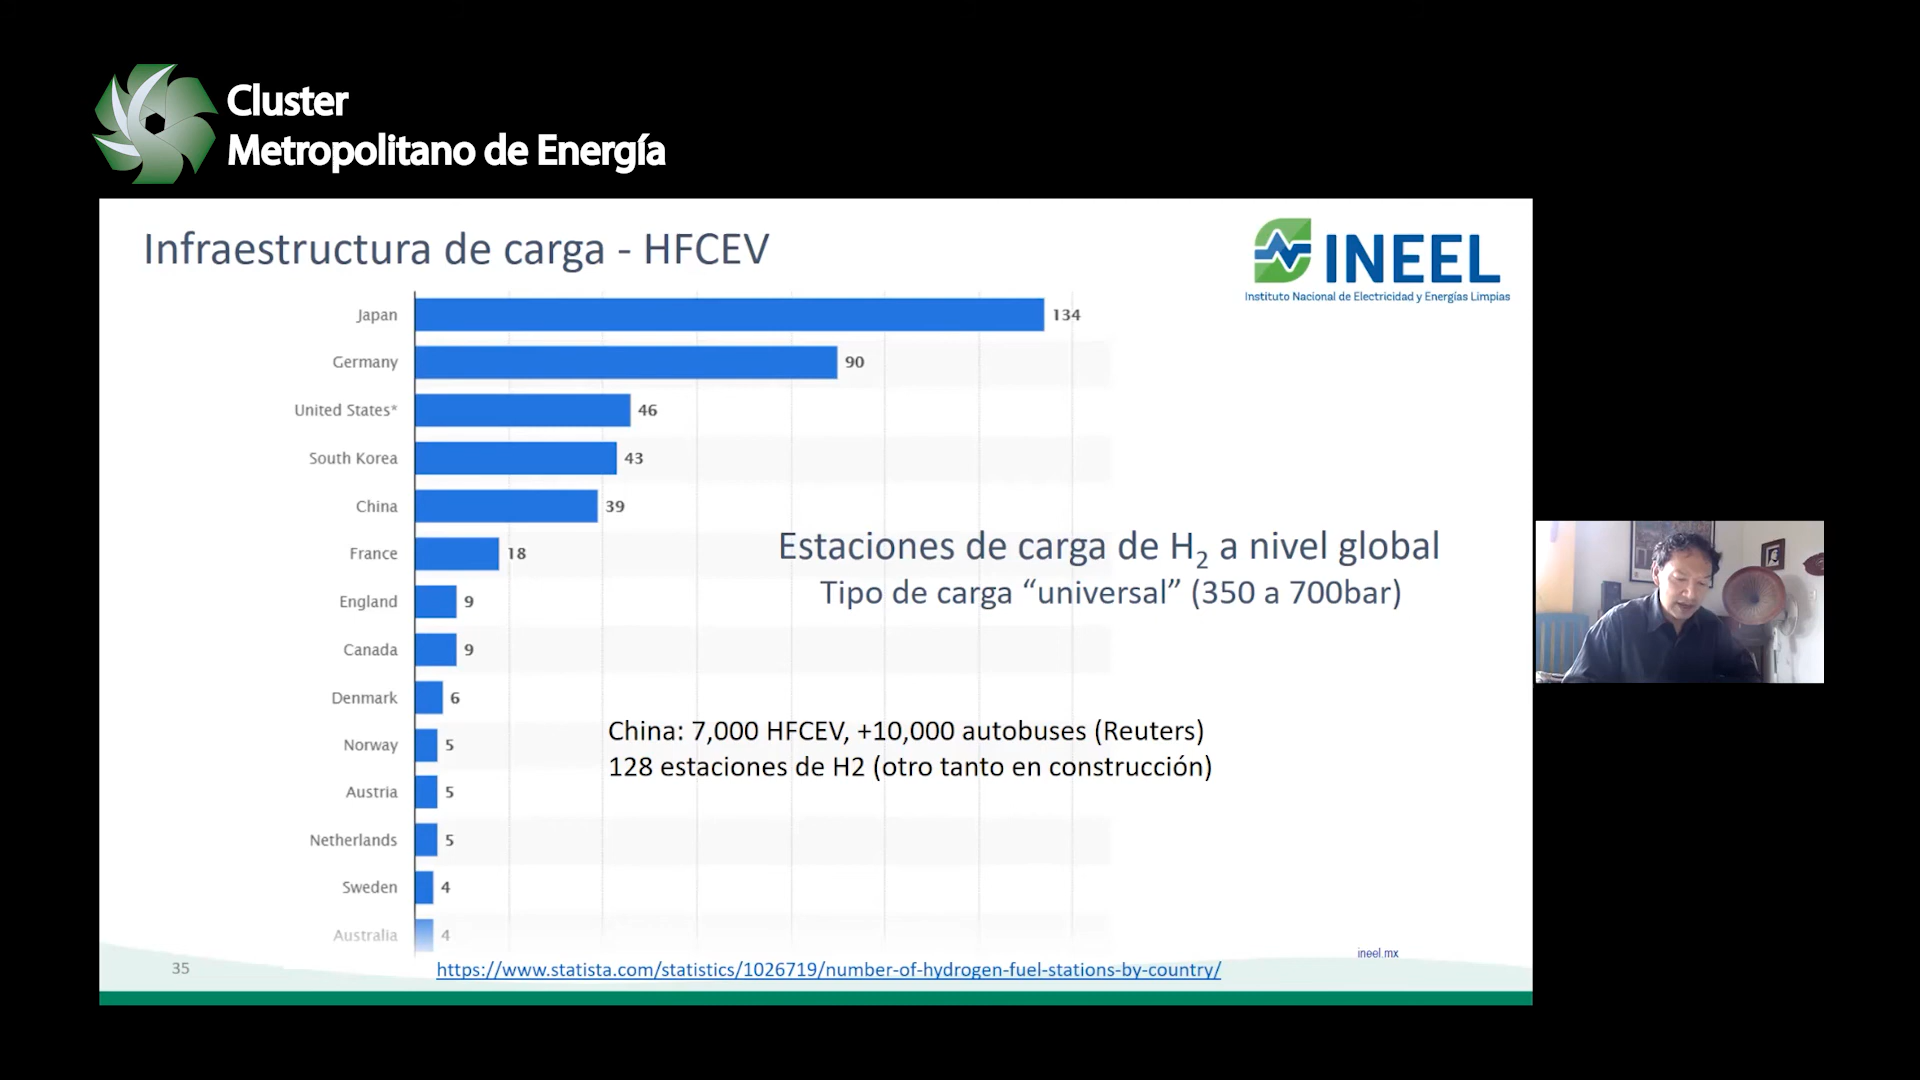 Cluster
Metropolitano de Energía
Infraestructura de carga - HFCEV
INEEL
Instituto Nacional de Electricidad y Energías Limpias
Japan 134
Germany 90
United States* 46
South Korea 43
China 39
France 18
England 9
Canada 9
Denmark 6
Norway 5
Austria 5
Netherlands 5
Sweden 4
Australia 4
Estaciones de carga de H₂ a nivel global
Tipo de carga “universal” (350 a 700bar)
China: 7,000 HFCEV, +10,000 autobuses (Reuters)
128 estaciones de H2 (otro tanto en construcción)
ineel.mx
35
https://www.statista.com/statistics/1026719/number-of-hydrogen-fuel-stations-by-country/